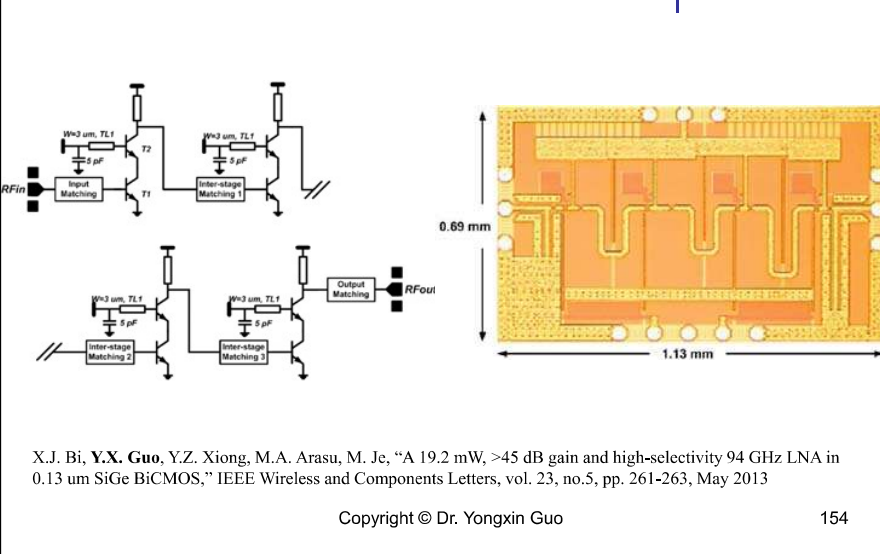 W=3 um, TL1
T2
5 pF
RFin
Input
Matching
T1
W=3 um, TL1
5 pF
Inter-stage
Matching 1
W=3 um, TL1
5 pF
Inter-stage
Matching 2
W=3 um, TL1
5 pF
Inter-stage
Matching 3
Output
Matching
RFout
0.69 mm
1.13 mm
X.J. Bi, Y.X. Guo, Y.Z. Xiong, M.A. Arasu, M. Je, “A 19.2 mW, >45 dB gain and high-selectivity 94 GHz LNA in
0.13 um SiGe BiCMOS,” IEEE Wireless and Components Letters, vol. 23, no.5, pp. 261-263, May 2013
Copyright © Dr. Yongxin Guo
154